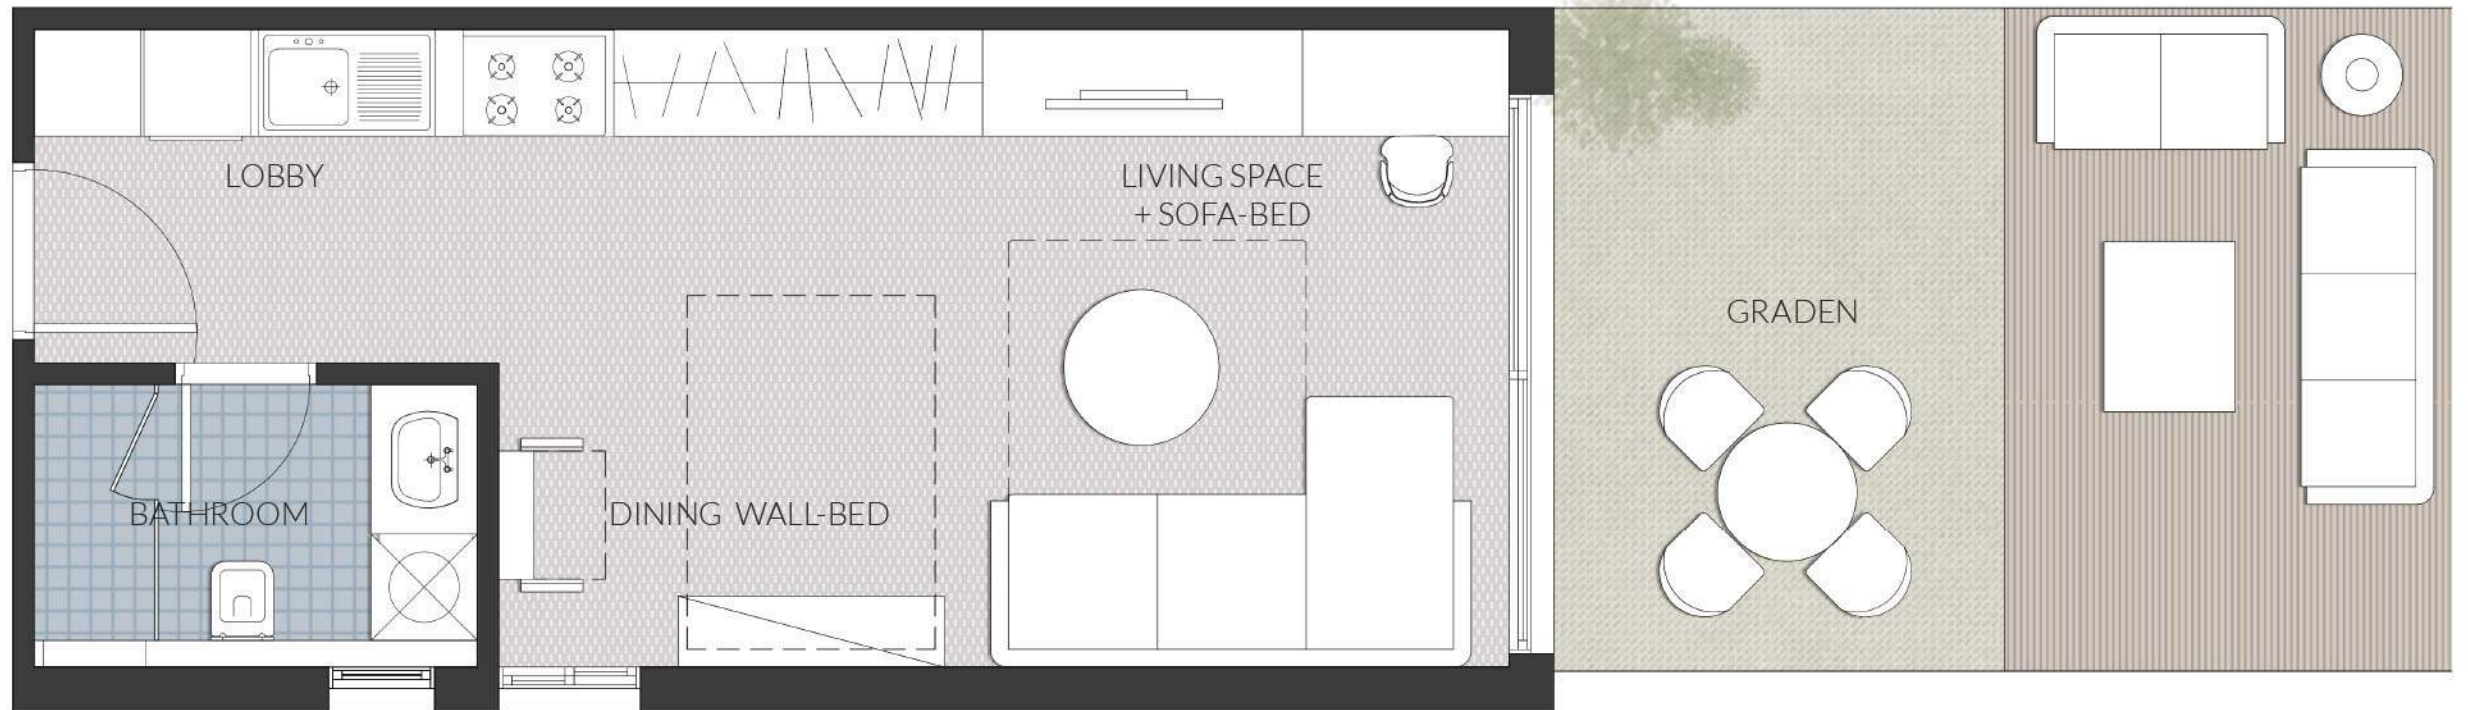 LOBBY
LIVING SPACE
+ SOFA-BED
GRADEN
BATHROOM
DINING WALL-BED